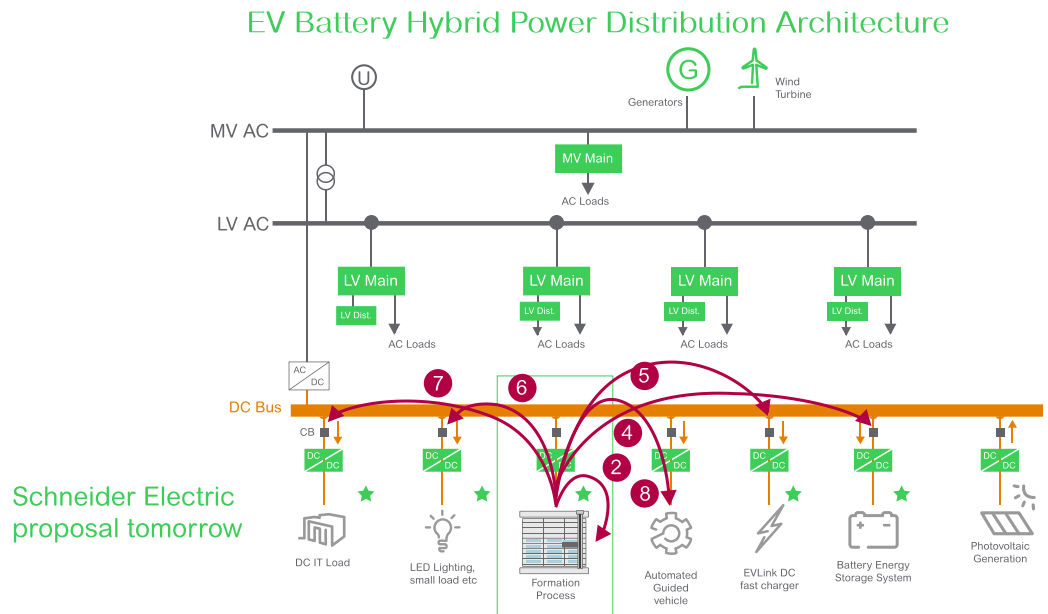 EV Battery Hybrid Power Distribution Architecture
U
G
Generators
Wind
Turbine
MV AC
MV Main
AC Loads
LV AC
LV Main
LV Main
LV Main
LV Main
LV Dist.
LV Dist.
LV Dist.
LV Dist.
AC Loads
AC Loads
AC Loads
AC Loads
AC
DC
7
6
5
DC Bus
CB
4
2
8
DC
DC
DC
DC
DC
DC
DC
DC
DC
DC
DC
DC
DC
DC
Schneider Electric
proposal tomorrow
DC IT Load
LED Lighting,
small load etc
Formation
Process
Automated
Guided
vehicle
EVLink DC
fast charger
Battery Energy
Storage System
Photovoltaic
Generation